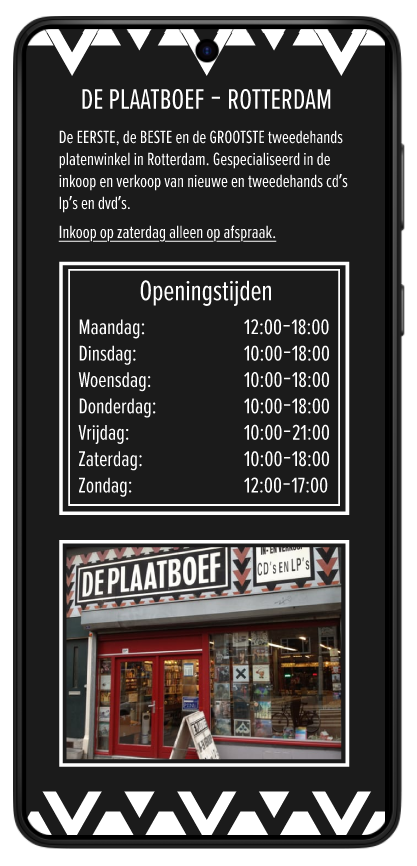 DE PLAATBOEF – ROTTERDAM
De EERSTE, de BESTE en de GROOTSTE tweedehands
platenwinkel in Rotterdam. Gespecialiseerd in de
inkoop en verkoop van nieuwe en tweedehands cd's
lp's en dvd's.
Inkoop op zaterdag alleen op afspraak.
Openingstijden
Maandag: 12:00–18:00
Dinsdag: 10:00–18:00
Woensdag: 10:00–18:00
Donderdag: 10:00–18:00
Vrijdag: 10:00–21:00
Zaterdag: 10:00–18:00
Zondag: 12:00–17:00
DE PLAATBOEF
IN- EN VERKOOP
CD's EN LP's